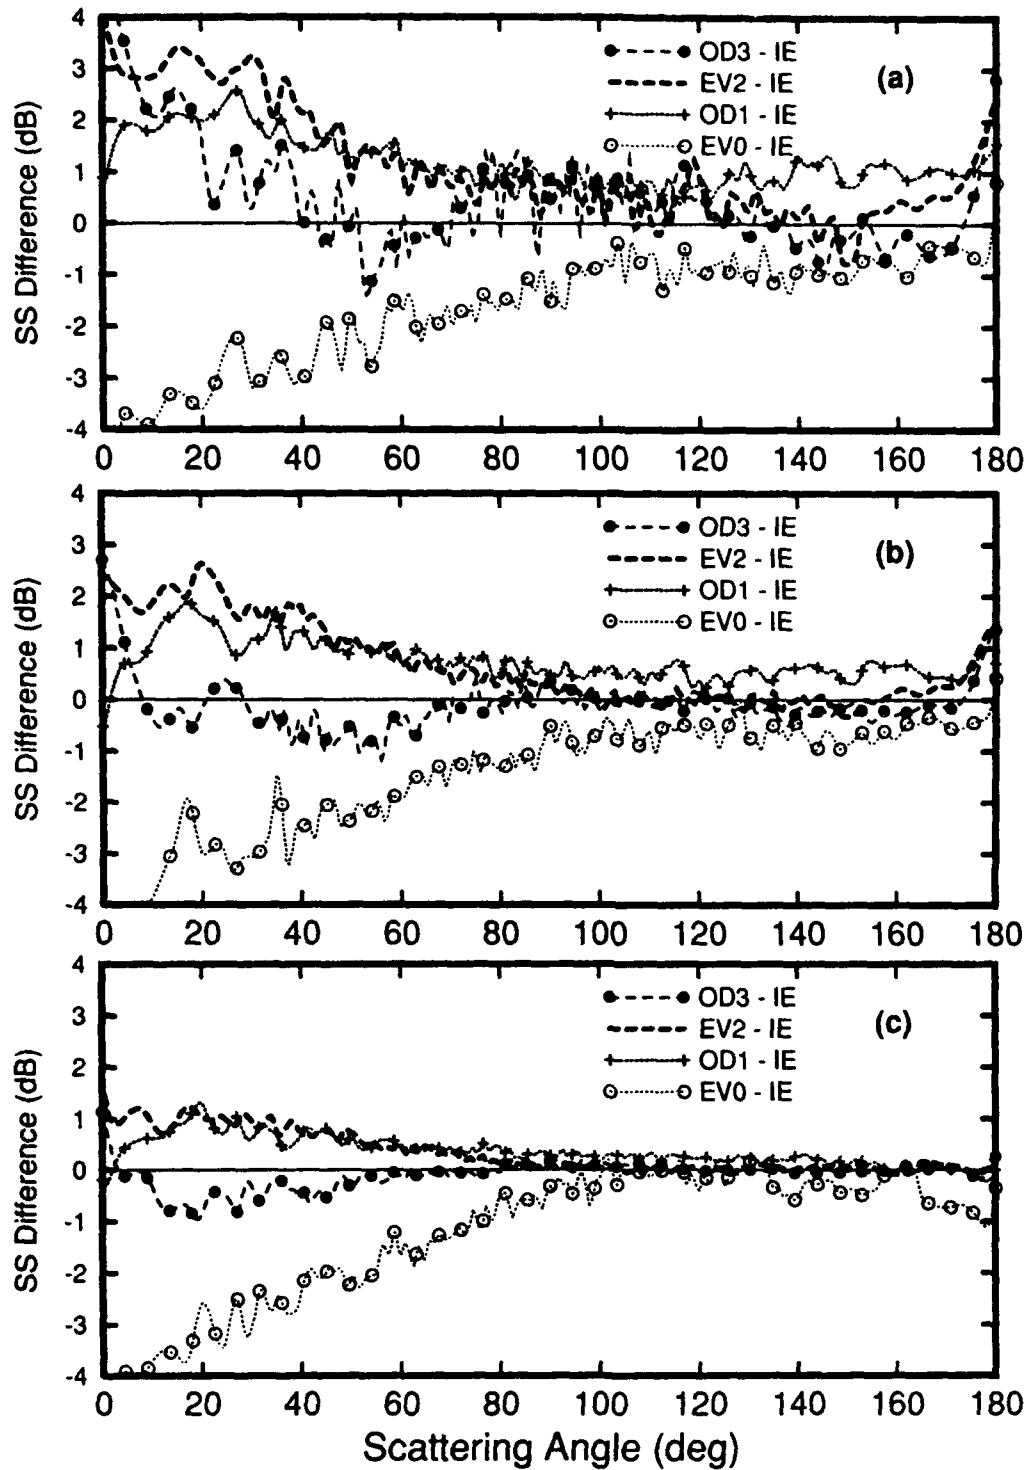 4
3
2
1
0
-1
-2
-3
-4
SS Difference (dB)
OD3 - IE
EV2 - IE
OD1 - IE
EV0 - IE
(a)
0 20 40 60 80 100 120 140 160 180
4
3
2
1
0
-1
-2
-3
-4
SS Difference (dB)
OD3 - IE
EV2 - IE
OD1 - IE
EV0 - IE
(b)
0 20 40 60 80 100 120 140 160 180
4
3
2
1
0
-1
-2
-3
-4
SS Difference (dB)
OD3 - IE
EV2 - IE
OD1 - IE
EV0 - IE
(c)
0 20 40 60 80 100 120 140 160 180
Scattering Angle (deg)